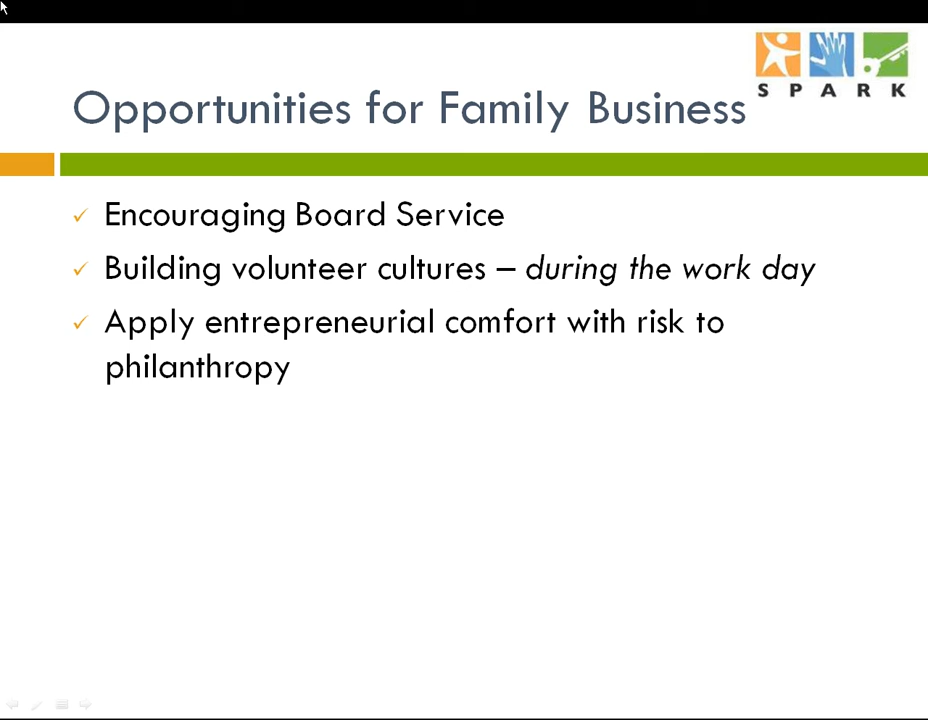 SPARK
Opportunities for Family Business
Encouraging Board Service
Building volunteer cultures – during the work day
Apply entrepreneurial comfort with risk to
philanthropy